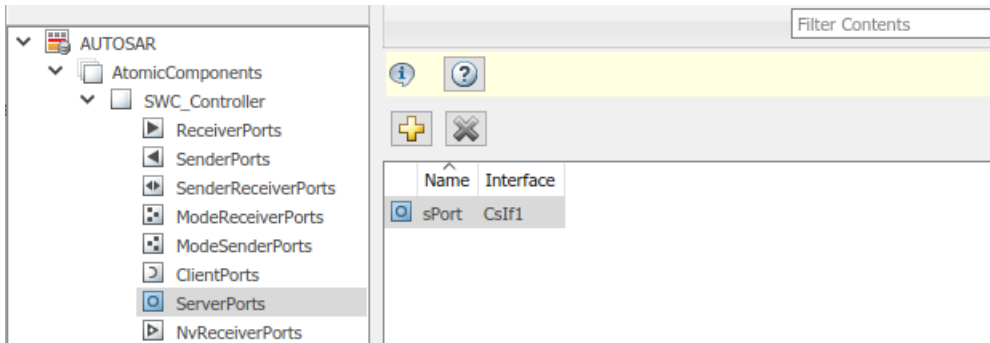 Filter Contents
AUTOSAR
AtomicComponents
SWC_Controller
ReceiverPorts
SenderPorts
SenderReceiverPorts
ModeReceiverPorts
ModeSenderPorts
ClientPorts
ServerPorts
NvReceiverPorts
Name Interface
sPort CsIf1